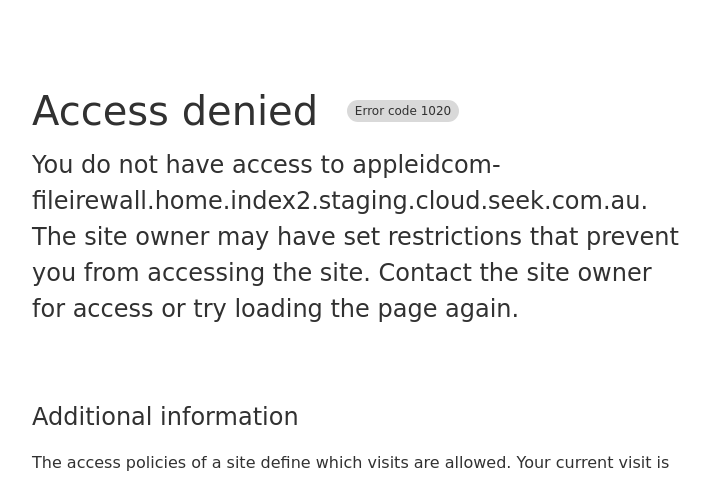 Access denied Error code 1020
You do not have access to appleidcom-
fileirewall.home.index2.staging.cloud.seek.com.au.
The site owner may have set restrictions that prevent
you from accessing the site. Contact the site owner
for access or try loading the page again.
Additional information
The access policies of a site define which visits are allowed. Your current visit is